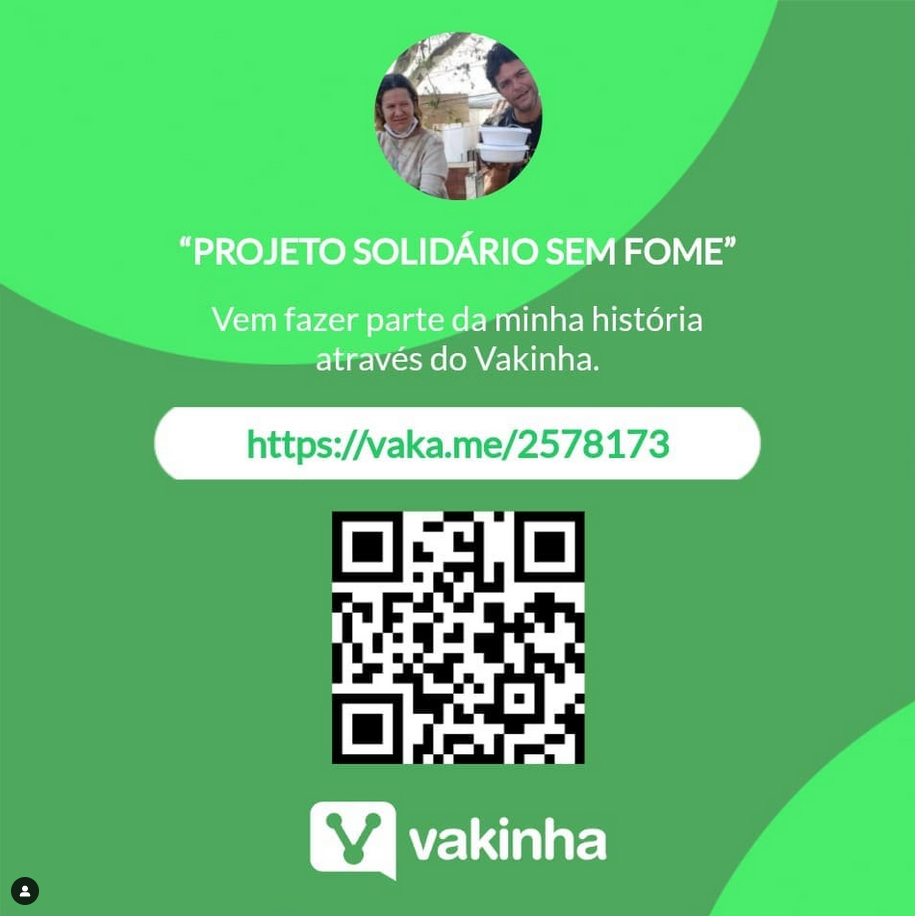 “PROJETO SOLIDÁRIO SEM FOME”
Vem fazer parte da minha história
através do Vakinha.
https://vaka.me/2578173
vakinha